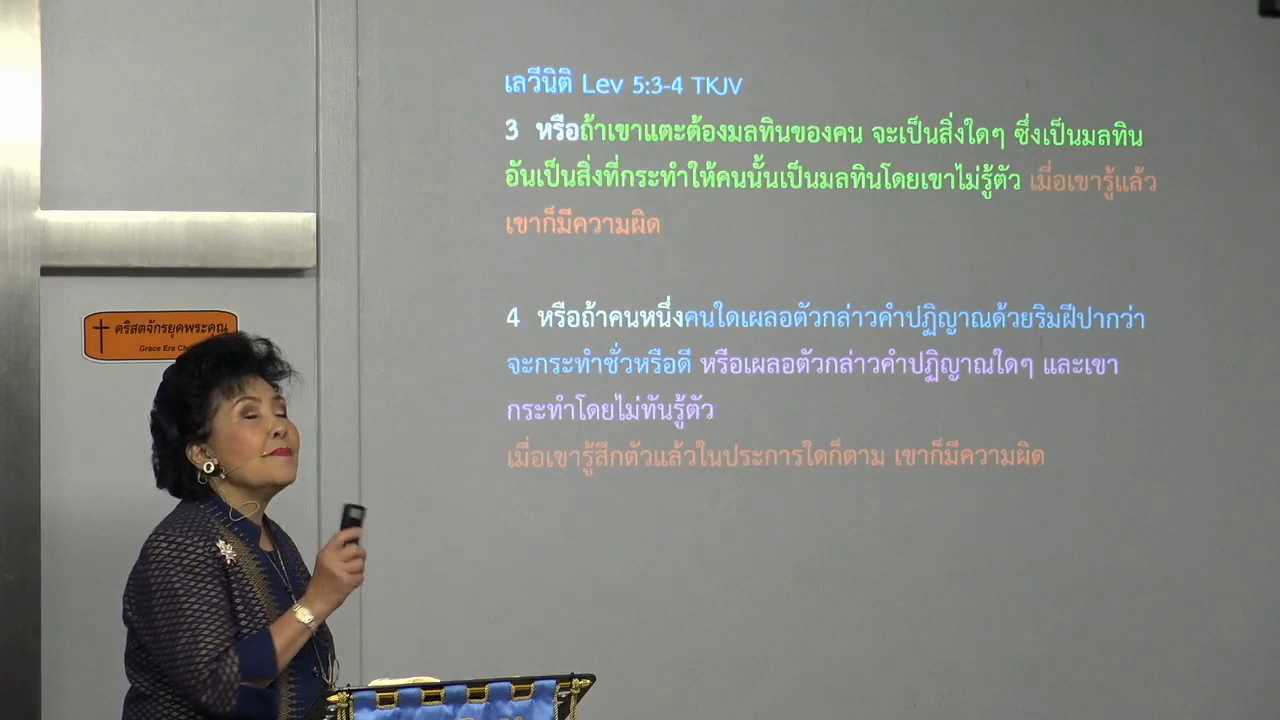 เลวีนิติ Lev 5:3-4 TKJV
3 หรือถ้าเขาแตะต้องมลทินของคน จะเป็นสิ่งใดๆ ซึ่งเป็นมลทิน
อันเป็นสิ่งที่กระทำให้คนนั้นเป็นมลทินโดยเขาไม่รู้ตัว เมื่อเขารู้แล้ว
เขาก็มีความผิด
4 หรือถ้าคนหนึ่งคนใดเผลอตัวกล่าวคำปฏิญาณด้วยริมฝีปากว่า
จะกระทำชั่วหรือดี หรือเผลอตัวกล่าวคำปฏิญาณใดๆ และเขา
กระทำโดยไม่ทันรู้ตัว
เมื่อเขารู้สึกตัวแล้วในประการใดก็ตาม เขาก็มีความผิด
คริสตจักรยุคพระคุณ
Grace Era